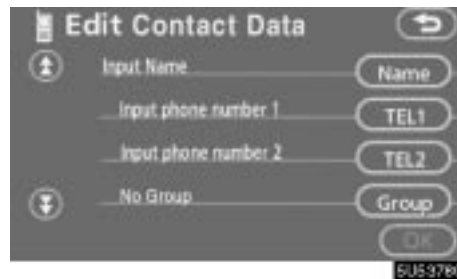 Edit Contact Data
Input Name Name
Input phone number 1 TEL1
Input phone number 2 TEL2
No Group Group
OK